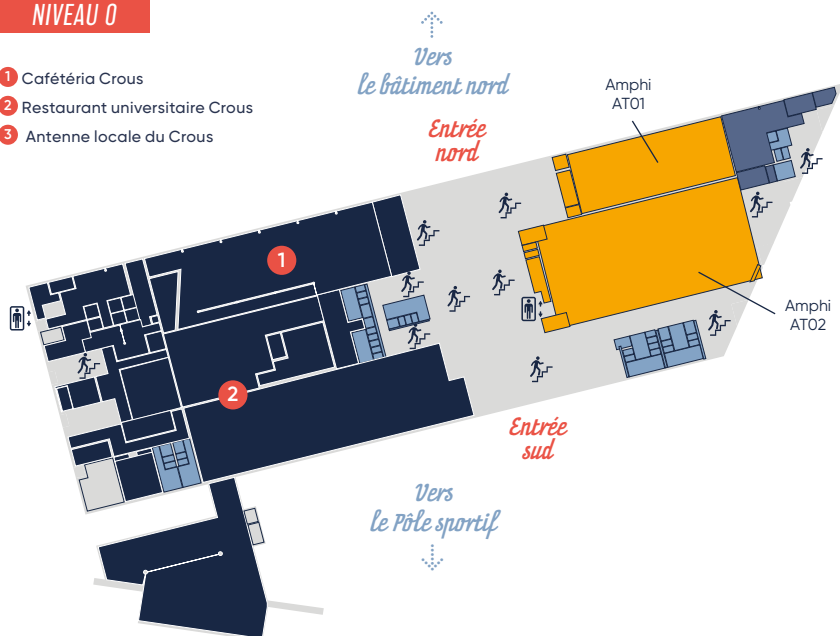 NIVEAU 0
1 Cafétéria Crous
2 Restaurant universitaire Crous
3 Antenne locale du Crous
Vers
le bâtiment nord
Entrée
nord
Amphi
AT01
1
Amphi
AT02
2
Entrée
sud
Vers
le Pôle sportif